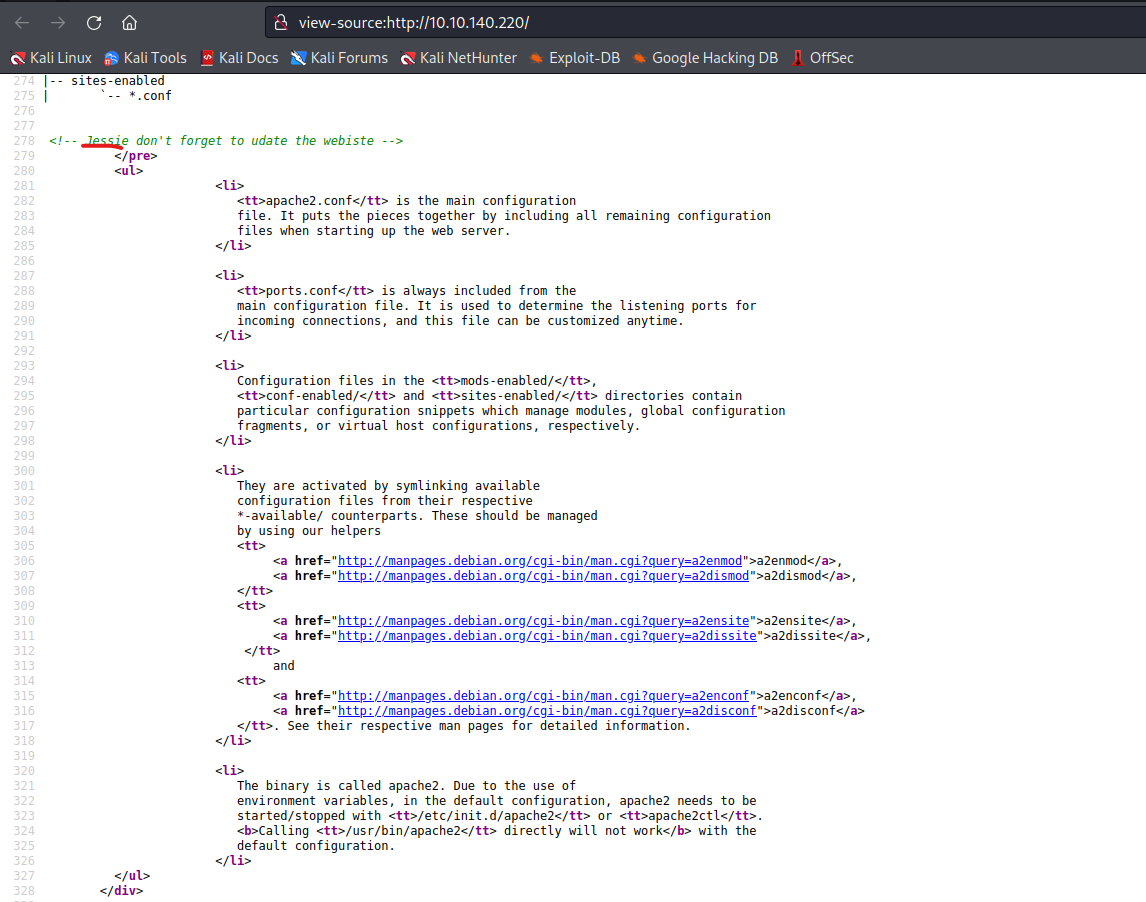 view-source:http://10.10.140.220/
Kali Linux Kali Tools Kali Docs Kali Forums Kali NetHunter Exploit-DB Google Hacking DB OffSec
274 |-- sites-enabled
275 | `-- *.conf
276
277
278 <!-- Jessie don't forget to udate the webiste -->
279 </pre>
280 <ul>
281 <li>
282 <tt>apache2.conf</tt> is the main configuration
283 file. It puts the pieces together by including all remaining configuration
284 files when starting up the web server.
285 </li>
286
287 <li>
288 <tt>ports.conf</tt> is always included from the
289 main configuration file. It is used to determine the listening ports for
290 incoming connections, and this file can be customized anytime.
291 </li>
292
293 <li>
294 Configuration files in the <tt>mods-enabled/</tt>,
295 <tt>conf-enabled/</tt> and <tt>sites-enabled/</tt> directories contain
296 particular configuration snippets which manage modules, global configuration
297 fragments, or virtual host configurations, respectively.
298 </li>
299
300 <li>
301 They are activated by symlinking available
302 configuration files from their respective
303 *-available/ counterparts. These should be managed
304 by using our helpers
305 <tt>
306 <a href="http://manpages.debian.org/cgi-bin/man.cgi?query=a2enmod">a2enmod</a>,
307 <a href="http://manpages.debian.org/cgi-bin/man.cgi?query=a2dismod">a2dismod</a>,
308 </tt>
309 <tt>
310 <a href="http://manpages.debian.org/cgi-bin/man.cgi?query=a2ensite">a2ensite</a>,
311 <a href="http://manpages.debian.org/cgi-bin/man.cgi?query=a2dissite">a2dissite</a>,
312 </tt>
313 and
314 <tt>
315 <a href="http://manpages.debian.org/cgi-bin/man.cgi?query=a2enconf">a2enconf</a>,
316 <a href="http://manpages.debian.org/cgi-bin/man.cgi?query=a2disconf">a2disconf</a>
317 </tt>. See their respective man pages for detailed information.
318 </li>
319
320 <li>
321 The binary is called apache2. Due to the use of
322 environment variables, in the default configuration, apache2 needs to be
323 started/stopped with <tt>/etc/init.d/apache2</tt> or <tt>apache2ctl</tt>.
324 <b>Calling <tt>/usr/bin/apache2</tt> directly will not work</b> with the
325 default configuration.
326 </li>
327 </ul>
328 </div>